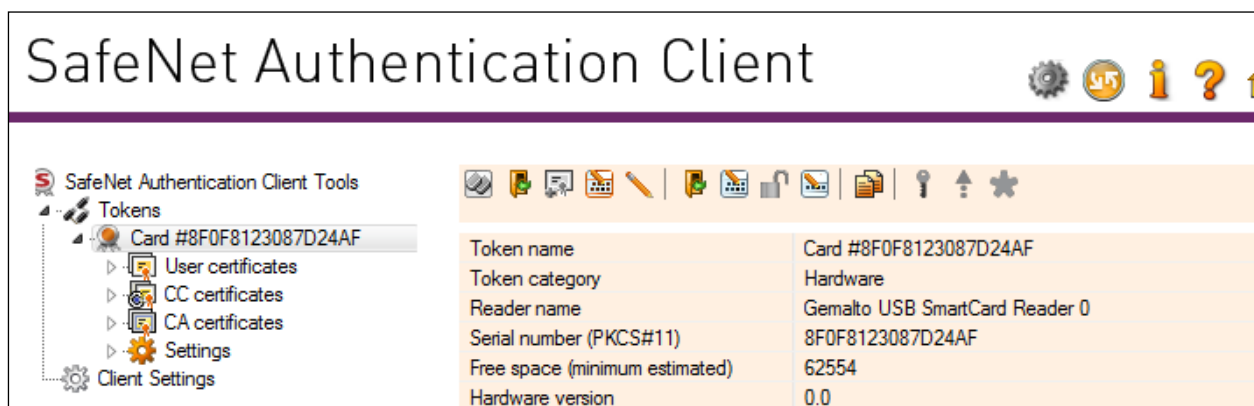 SafeNet Authentication Client
SafeNet Authentication Client Tools
Tokens
Card #8F0F8123087D24AF
User certificates
CC certificates
CA certificates
Settings
Client Settings
Token name Card #8F0F8123087D24AF
Token category Hardware
Reader name Gemalto USB SmartCard Reader 0
Serial number (PKCS#11) 8F0F8123087D24AF
Free space (minimum estimated) 62554
Hardware version 0.0